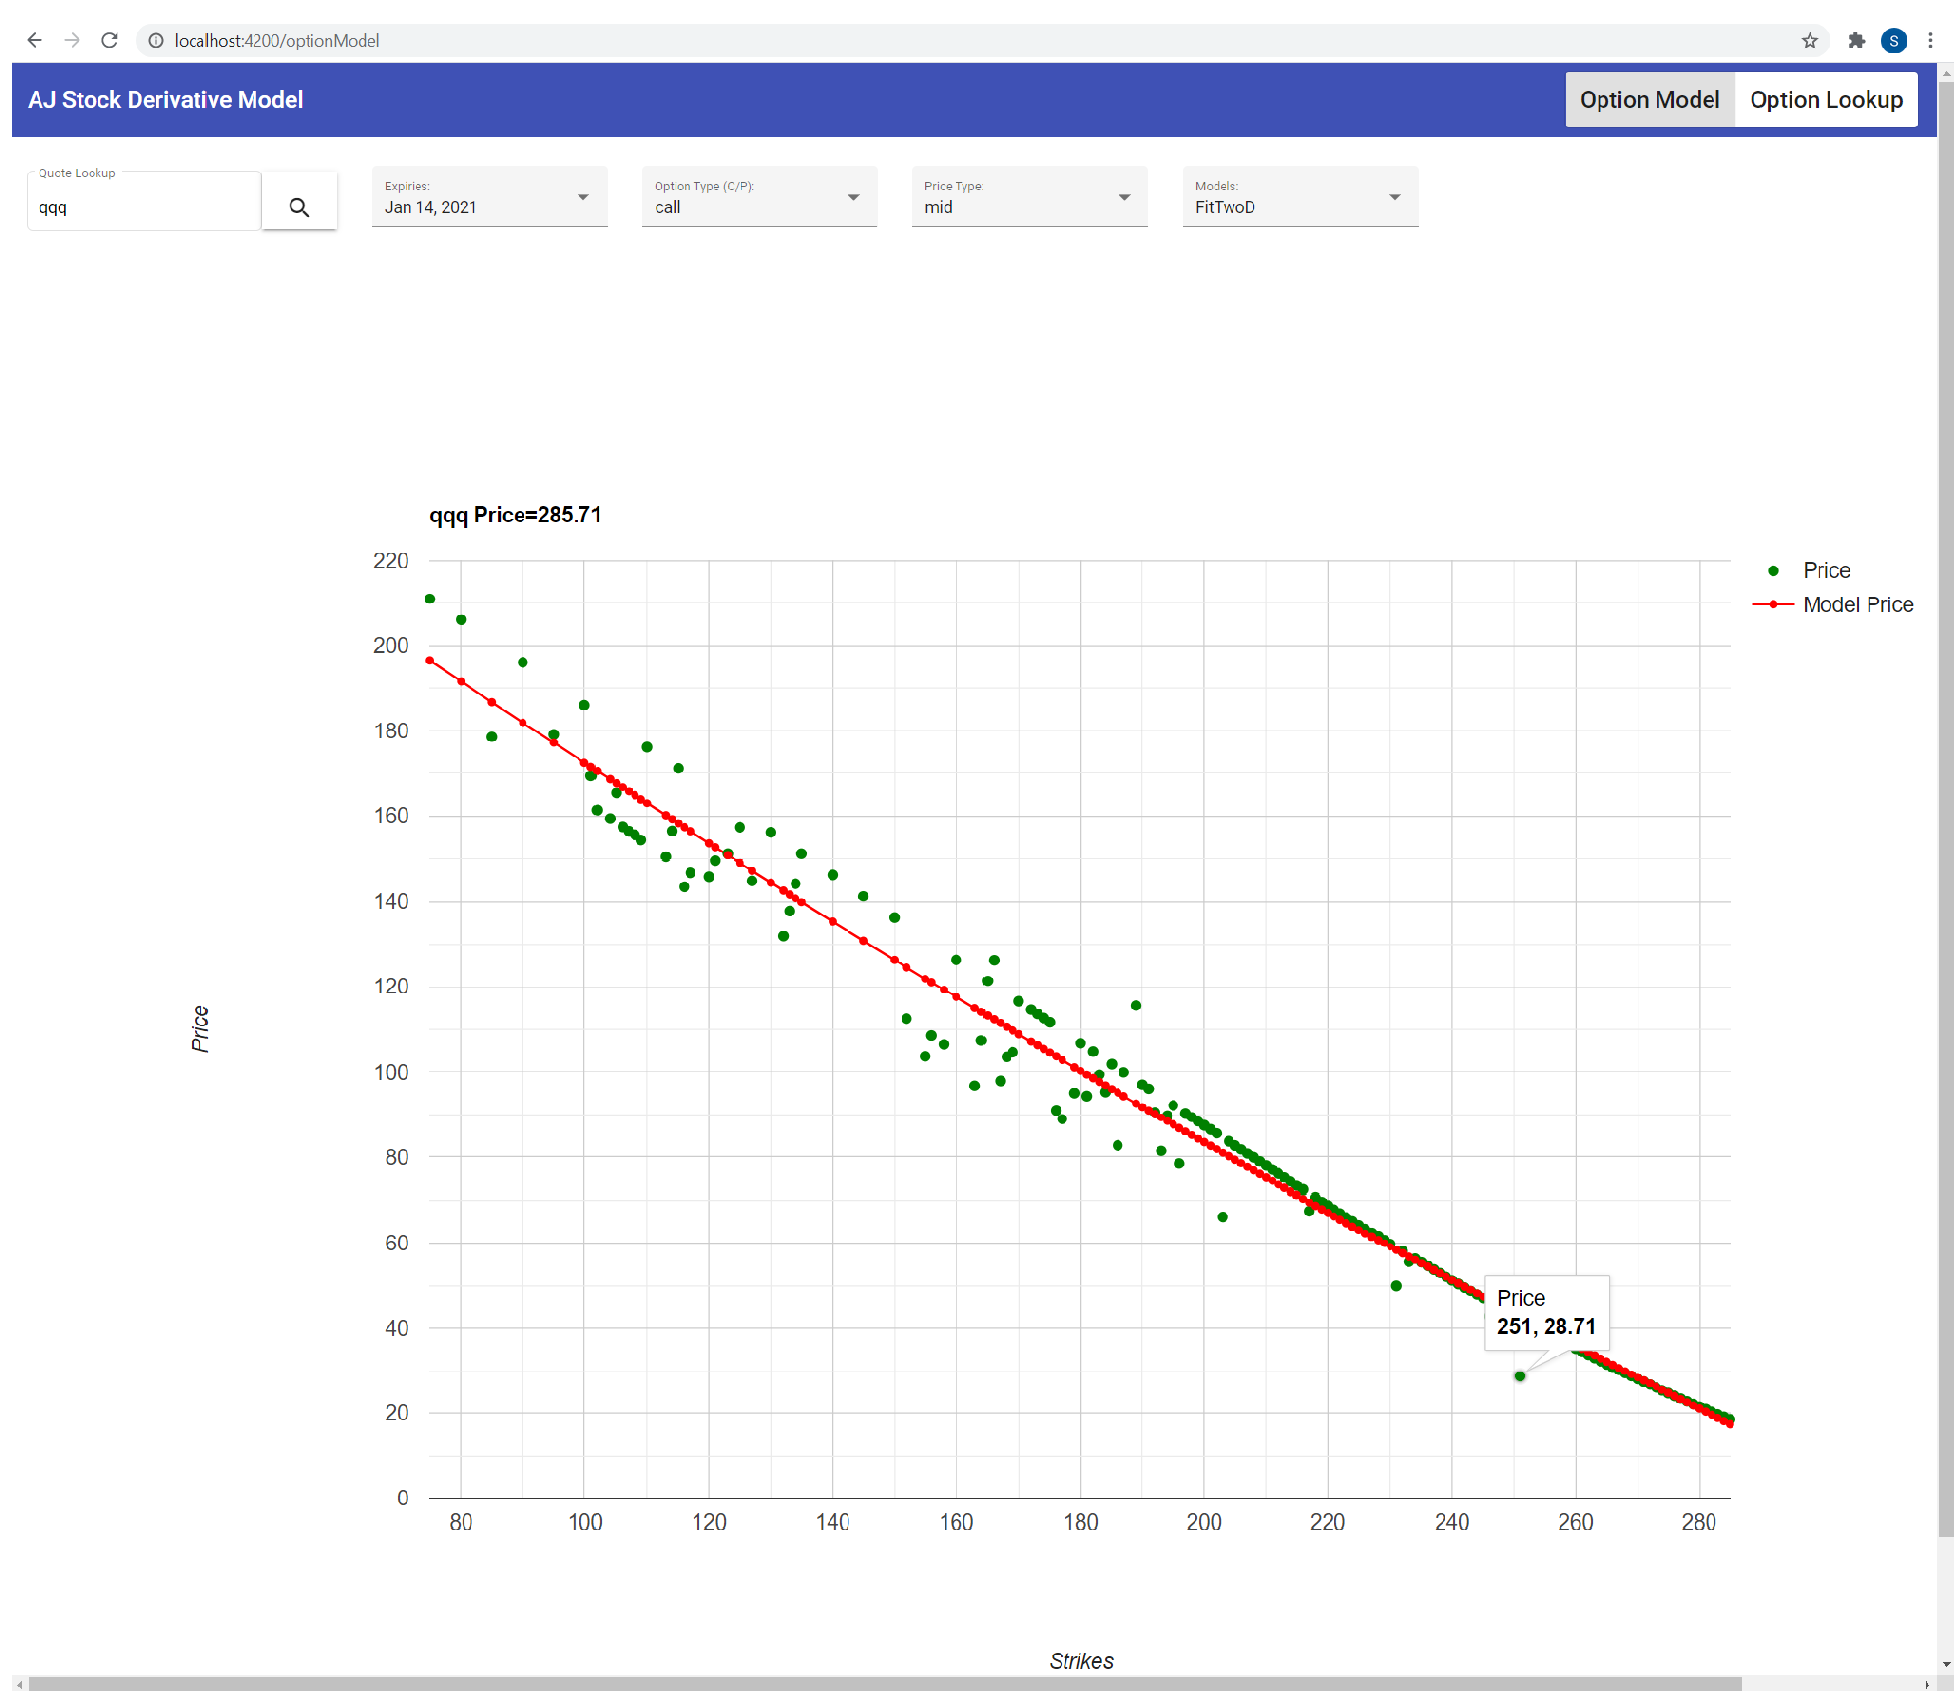 localhost:4200/optionModel
S
AJ Stock Derivative Model
Option Model
Option Lookup
Quote Lookup
qqq
Expiries:
Jan 14, 2021
Option Type (C/P):
call
Price Type:
mid
Models:
FitTwoD
qqq Price=285.71
220
200
180
160
140
120
100
80
60
40
20
0
Price
Price
Model Price
Price
251, 28.71
80
100
120
140
160
180
200
220
240
260
280
Strikes